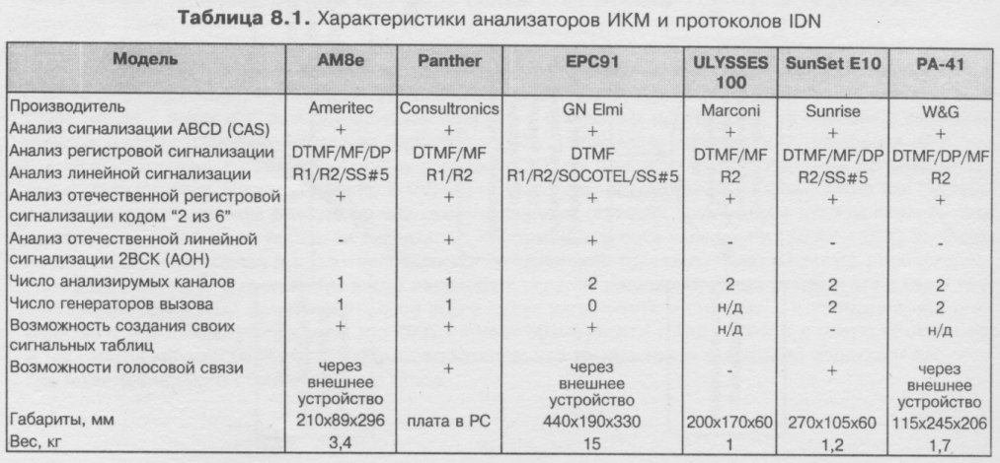 Таблица 8.1. Характеристики анализаторов ИКМ и протоколов IDN
Модель AM8e Panther EPC91 ULYSSES 100 SunSet E10 PA-41
Производитель Ameritec Consultronics GN Elmi Marconi Sunrise W&G
Анализ сигнализации ABCD (CAS) + + + + + +
Анализ регистровой сигнализации DTMF/MF/DP DTMF/MF DTMF DTMF/MF DTMF/MF/DP DTMF/DP/MF
Анализ линейной сигнализации R1/R2/SS#5 R1/R2 R1/R2/SOCOTEL/SS#5 R2 R2/SS#5 R2
Анализ отечественной регистровой + + + + + +
сигнализации кодом "2 из 6"
Анализ отечественной линейной - + + - - -
сигнализации 2ВСК (АОН)
Число анализирумых каналов 1 1 2 2 2 2
Число генераторов вызова 1 1 0 н/д 2 2
Возможность создания своих + + + н/д - н/д
сигнальных таблиц
Возможности голосовой связи через + через - + через
внешнее внешнее внешнее
устройство устройство устройство
Габариты, мм 210x89x296 плата в PC 440x190x330 200x170x60 270x105x60 115x245x206
Вес, кг 3,4 15 1 1,2 1,7